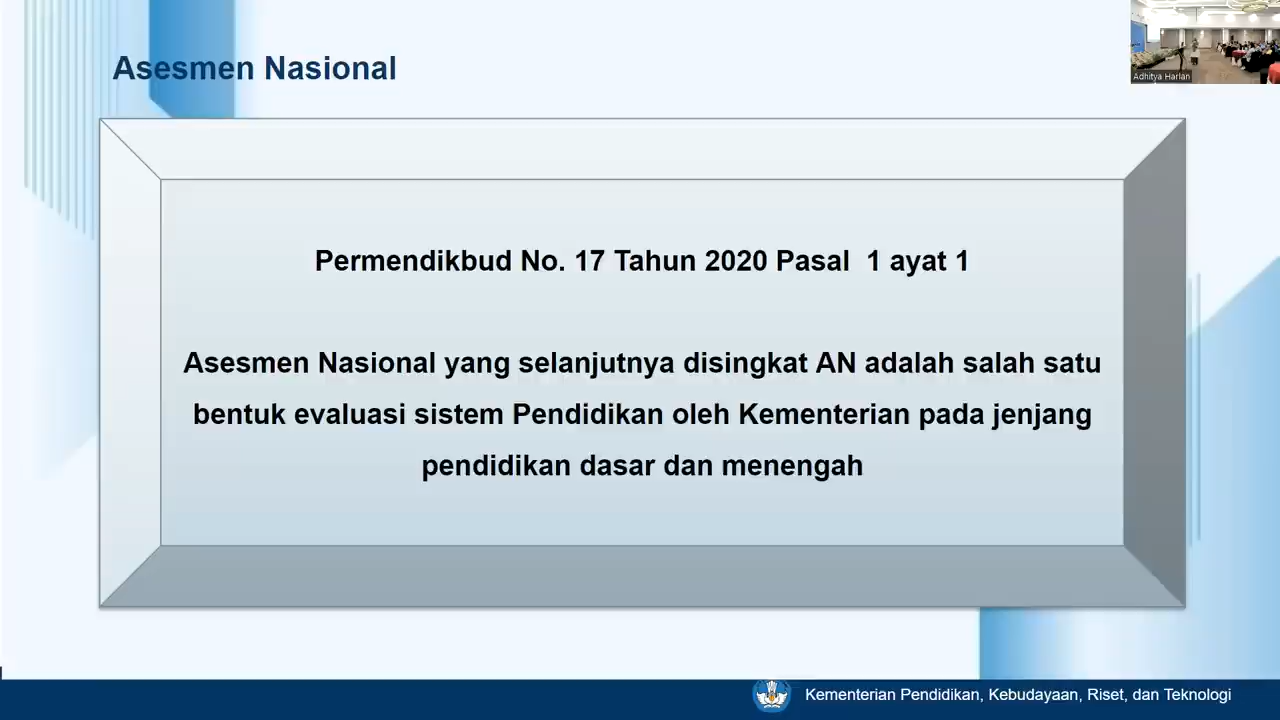 Asesmen Nasional
Adhitya Harlan
Permendikbud No. 17 Tahun 2020 Pasal  1 ayat 1
Asesmen Nasional yang selanjutnya disingkat AN adalah salah satu
bentuk evaluasi sistem Pendidikan oleh Kementerian pada jenjang
pendidikan dasar dan menengah
Kementerian Pendidikan, Kebudayaan, Riset, dan Teknologi